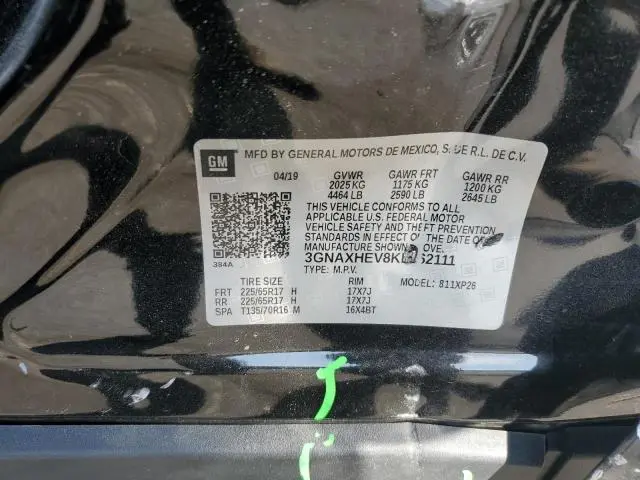 GM
MFD BY GENERAL MOTORS DE MEXICO, S. DE R.L. DE C.V.
04/19 GVWR GAWR FRT GAWR RR
2025 KG 1175 KG 1200 KG
4464 LB 2590 LB 2645 LB
THIS VEHICLE CONFORMS TO ALL
APPLICABLE U.S. FEDERAL MOTOR
VEHICLE SAFETY AND THEFT PREVENTION
STANDARDS IN EFFECT ON THE DATE OF
MANUFACTURE SHOWN
384A
TYPE: M.P.V. MODEL: 811XP26
TIRE SIZE RIM
FRT 225/65R17 H 17X7J
RR 225/65R17 H 17X7J
SPA T135/70R16 M 16X4BT